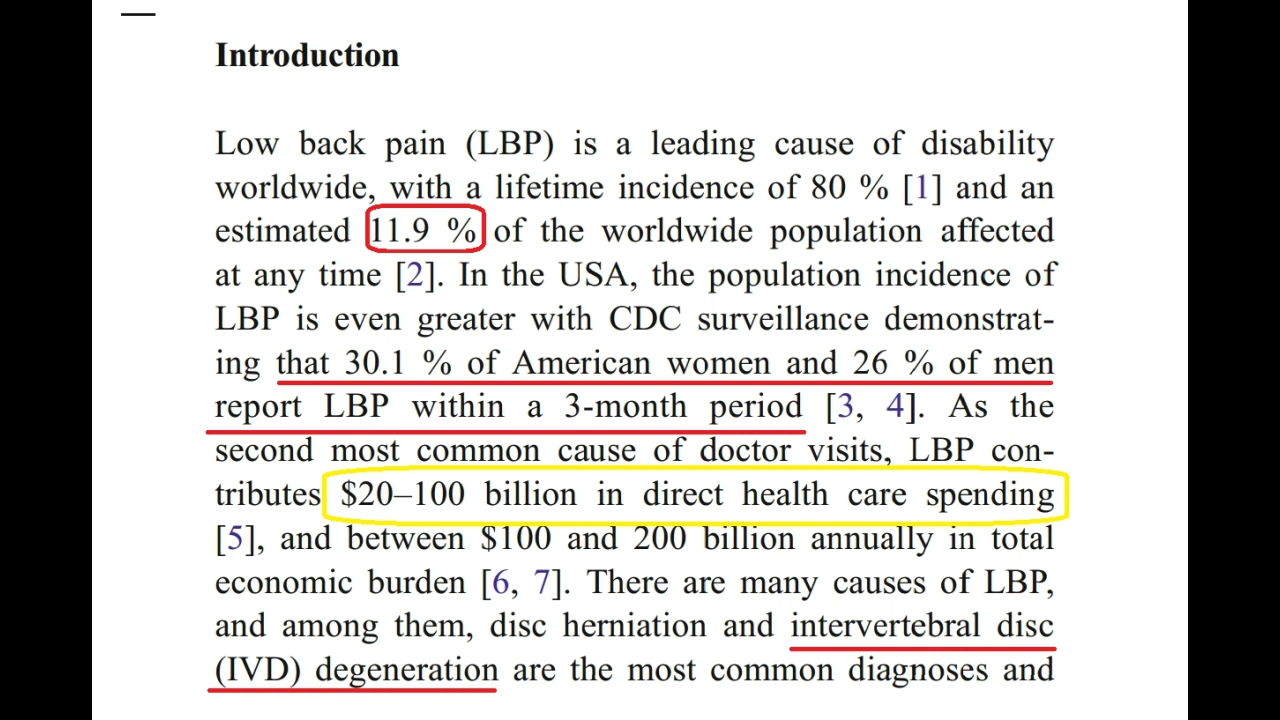 Introduction
Low back pain (LBP) is a leading cause of disability
worldwide, with a lifetime incidence of 80 % [1] and an
estimated 11.9 % of the worldwide population affected
at any time [2]. In the USA, the population incidence of
LBP is even greater with CDC surveillance demonstrat-
ing that 30.1 % of American women and 26 % of men
report LBP within a 3-month period [3, 4]. As the
second most common cause of doctor visits, LBP con-
tributes $20–100 billion in direct health care spending
[5], and between $100 and 200 billion annually in total
economic burden [6, 7]. There are many causes of LBP,
and among them, disc herniation and intervertebral disc
(IVD) degeneration are the most common diagnoses and